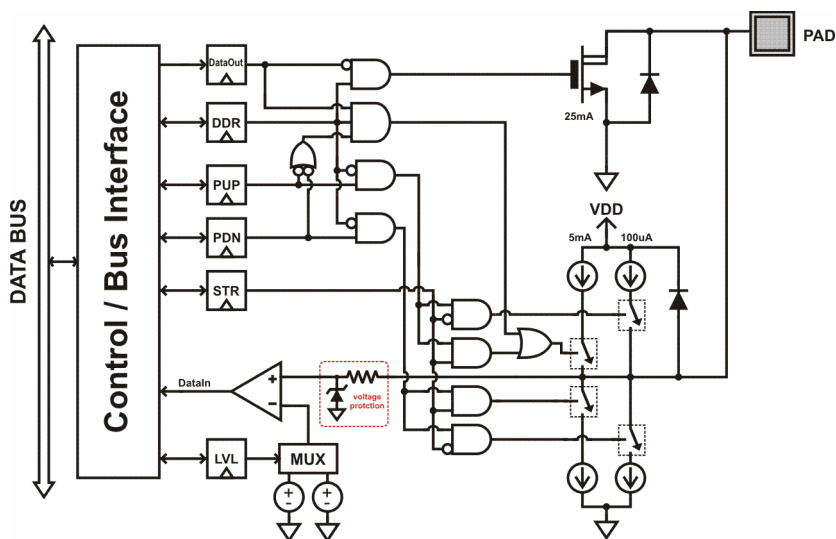 DATA BUS
Control / Bus Interface
DataOut
DDR
PUP
PDN
STR
DataIn
LVL
MUX
+
-
+
-
+
-
voltage
protction
PAD
25mA
VDD
5mA
100uA